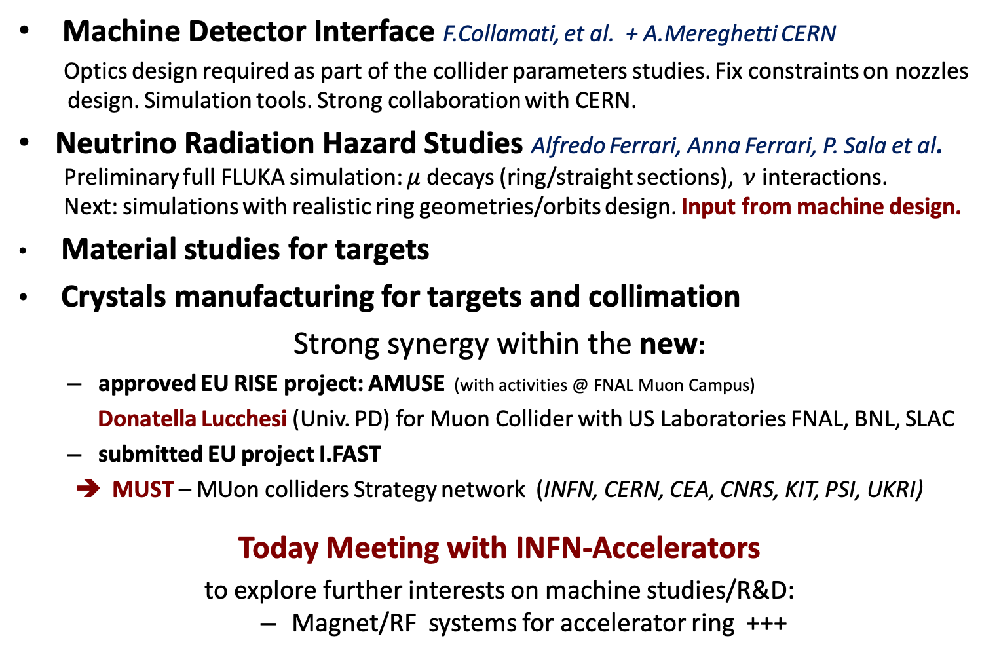 • Machine Detector Interface F.Collamati, et al. + A.Mereghetti CERN
Optics design required as part of the collider parameters studies. Fix constraints on nozzles
design. Simulation tools. Strong collaboration with CERN.
• Neutrino Radiation Hazard Studies Alfredo Ferrari, Anna Ferrari, P. Sala et al.
Preliminary full FLUKA simulation: μ decays (ring/straight sections), ν interactions.
Next: simulations with realistic ring geometries/orbits design. Input from machine design.
• Material studies for targets
• Crystals manufacturing for targets and collimation
Strong synergy within the new:
– approved EU RISE project: AMUSE (with activities @ FNAL Muon Campus)
Donatella Lucchesi (Univ. PD) for Muon Collider with US Laboratories FNAL, BNL, SLAC
– submitted EU project I.FAST
➔ MUST – MUon colliders Strategy network (INFN, CERN, CEA, CNRS, KIT, PSI, UKRI)
Today Meeting with INFN-Accelerators
to explore further interests on machine studies/R&D:
– Magnet/RF systems for accelerator ring +++